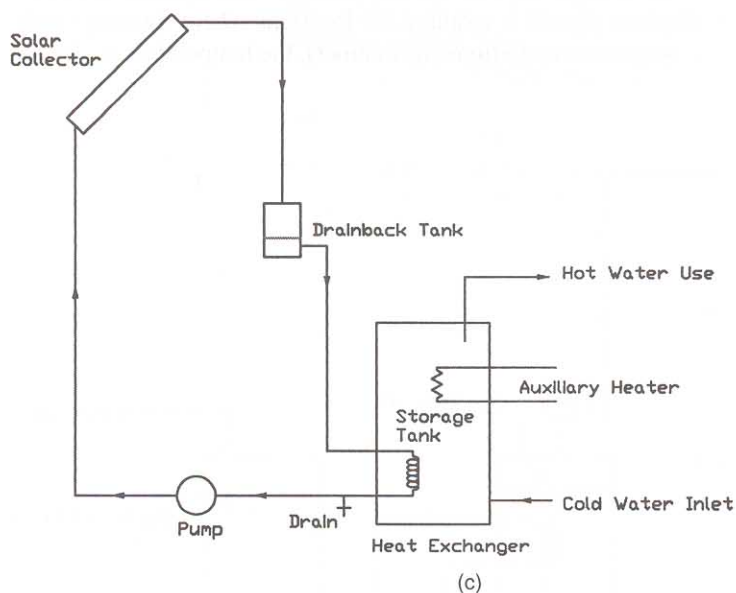 Solar
Collector
Drainback Tank
Hot Water Use
Auxiliary Heater
Storage
Tank
Cold Water Inlet
Drain
Pump
Heat Exchanger
(c)